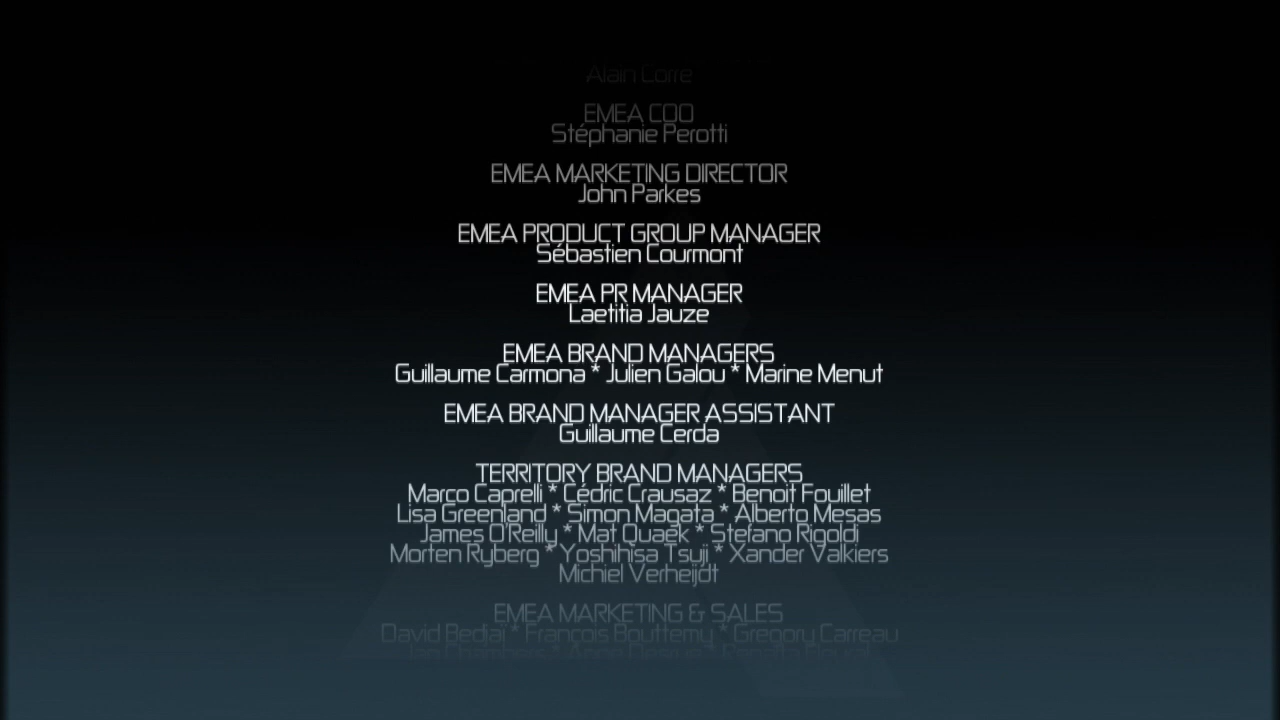 Alain Corre
EMEA COO
Stéphanie Perotti
EMEA MARKETING DIRECTOR
John Parkes
EMEA PRODUCT GROUP MANAGER
Sébastien Courmont
EMEA PR MANAGER
Laetitia Jauze
EMEA BRAND MANAGERS
Guillaume Carmona * Julien Galou * Marine Menut
EMEA BRAND MANAGER ASSISTANT
Guillaume Cerda
TERRITORY BRAND MANAGERS
Marco Caprelli * Cédric Crausaz * Benoit Fouillet
Lisa Greenland * Simon Magata * Alberto Mesas
James O'Reilly * Mat Quaek * Stefano Rigoldi
Morten Ryberg * Yoshihisa Tsuji * Xander Valkiers
Michiel Verheijdt
EMEA MARKETING & SALES
David Bedjai * François Bouttemy * Gregory Carreau